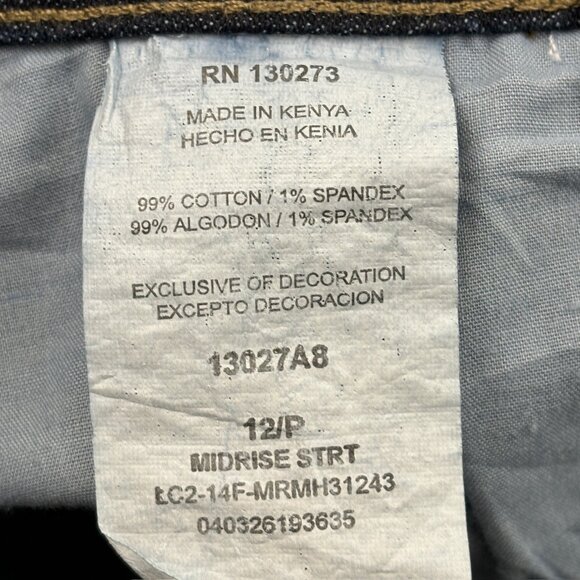 RN 130273
MADE IN KENYA
HECHO EN KENIA
99% COTTON / 1% SPANDEX
99% ALGODON / 1% SPANDEX
EXCLUSIVE OF DECORATION
EXCEPTO DECORACION
13027A8
12/P
MIDRISE STRT
LC2-14F-MRMH31243
040326193635